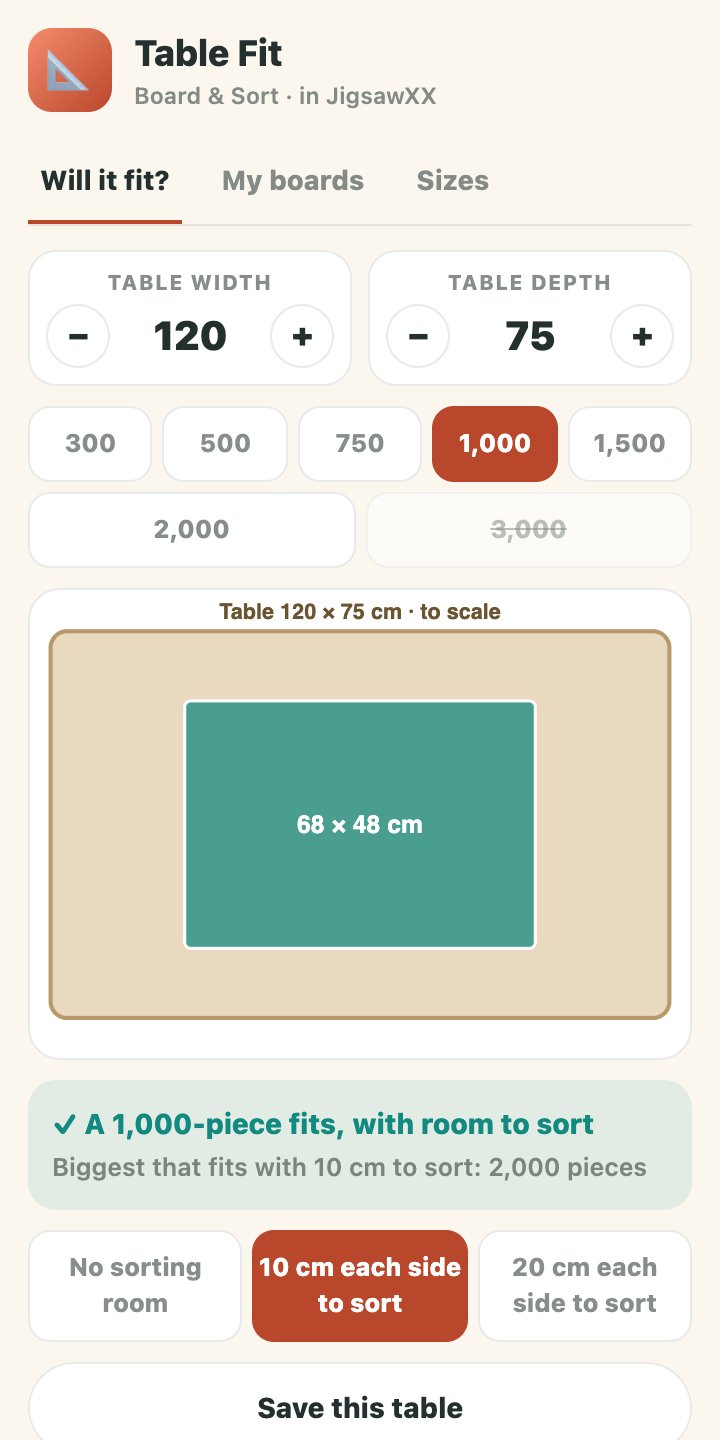 Table Fit
Board & Sort · in JigsawXX
Will it fit? My boards Sizes
TABLE WIDTH TABLE DEPTH
− 120 + − 75 +
300 500 750 1,000 1,500
2,000 3,000
Table 120 × 75 cm · to scale
68 × 48 cm
✓ A 1,000-piece fits, with room to sort
Biggest that fits with 10 cm to sort: 2,000 pieces
No sorting room
10 cm each side to sort
20 cm each side to sort
Save this table